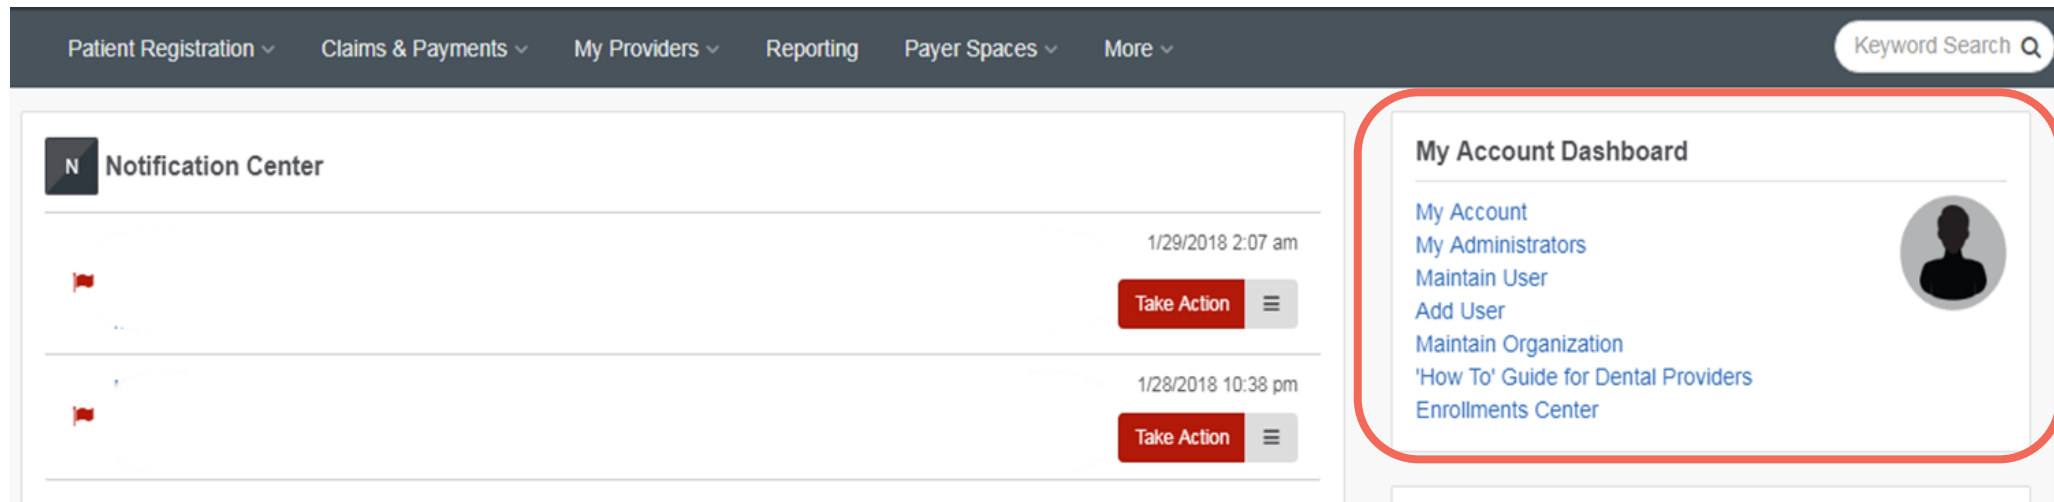 Patient Registration
Claims & Payments
My Providers
Reporting
Payer Spaces
More
Keyword Search
N
Notification Center
1/29/2018 2:07 am
Take Action
1/28/2018 10:38 pm
Take Action
My Account Dashboard
My Account
My Administrators
Maintain User
Add User
Maintain Organization
'How To' Guide for Dental Providers
Enrollments Center